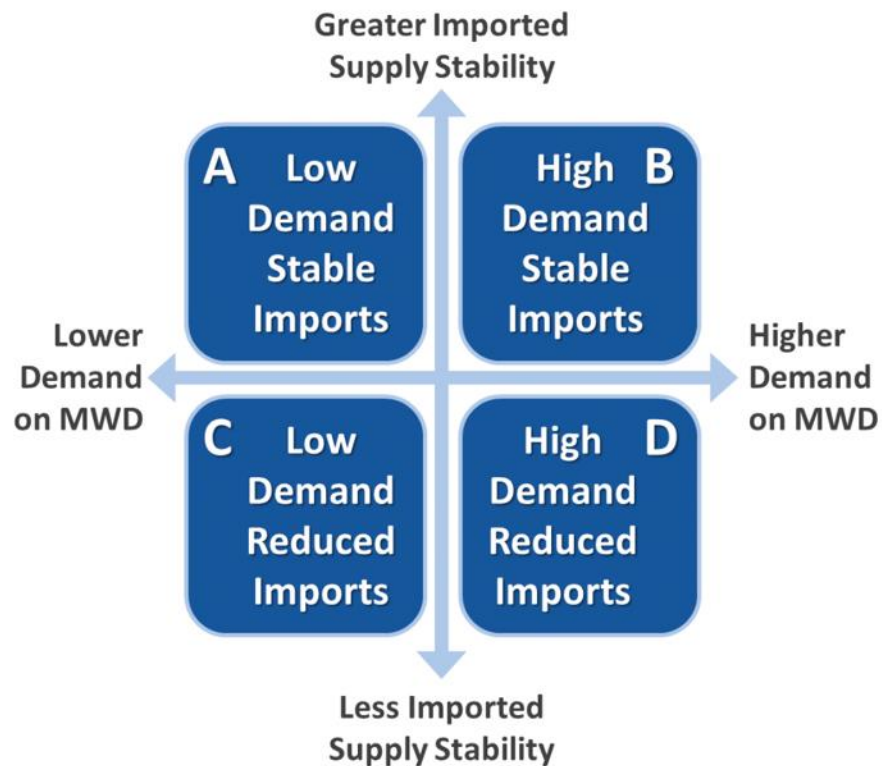 Greater Imported
Supply Stability
A
Low
Demand
Stable
Imports
B
High
Demand
Stable
Imports
Lower
Demand
on MWD
Higher
Demand
on MWD
C
Low
Demand
Reduced
Imports
D
High
Demand
Reduced
Imports
Less Imported
Supply Stability